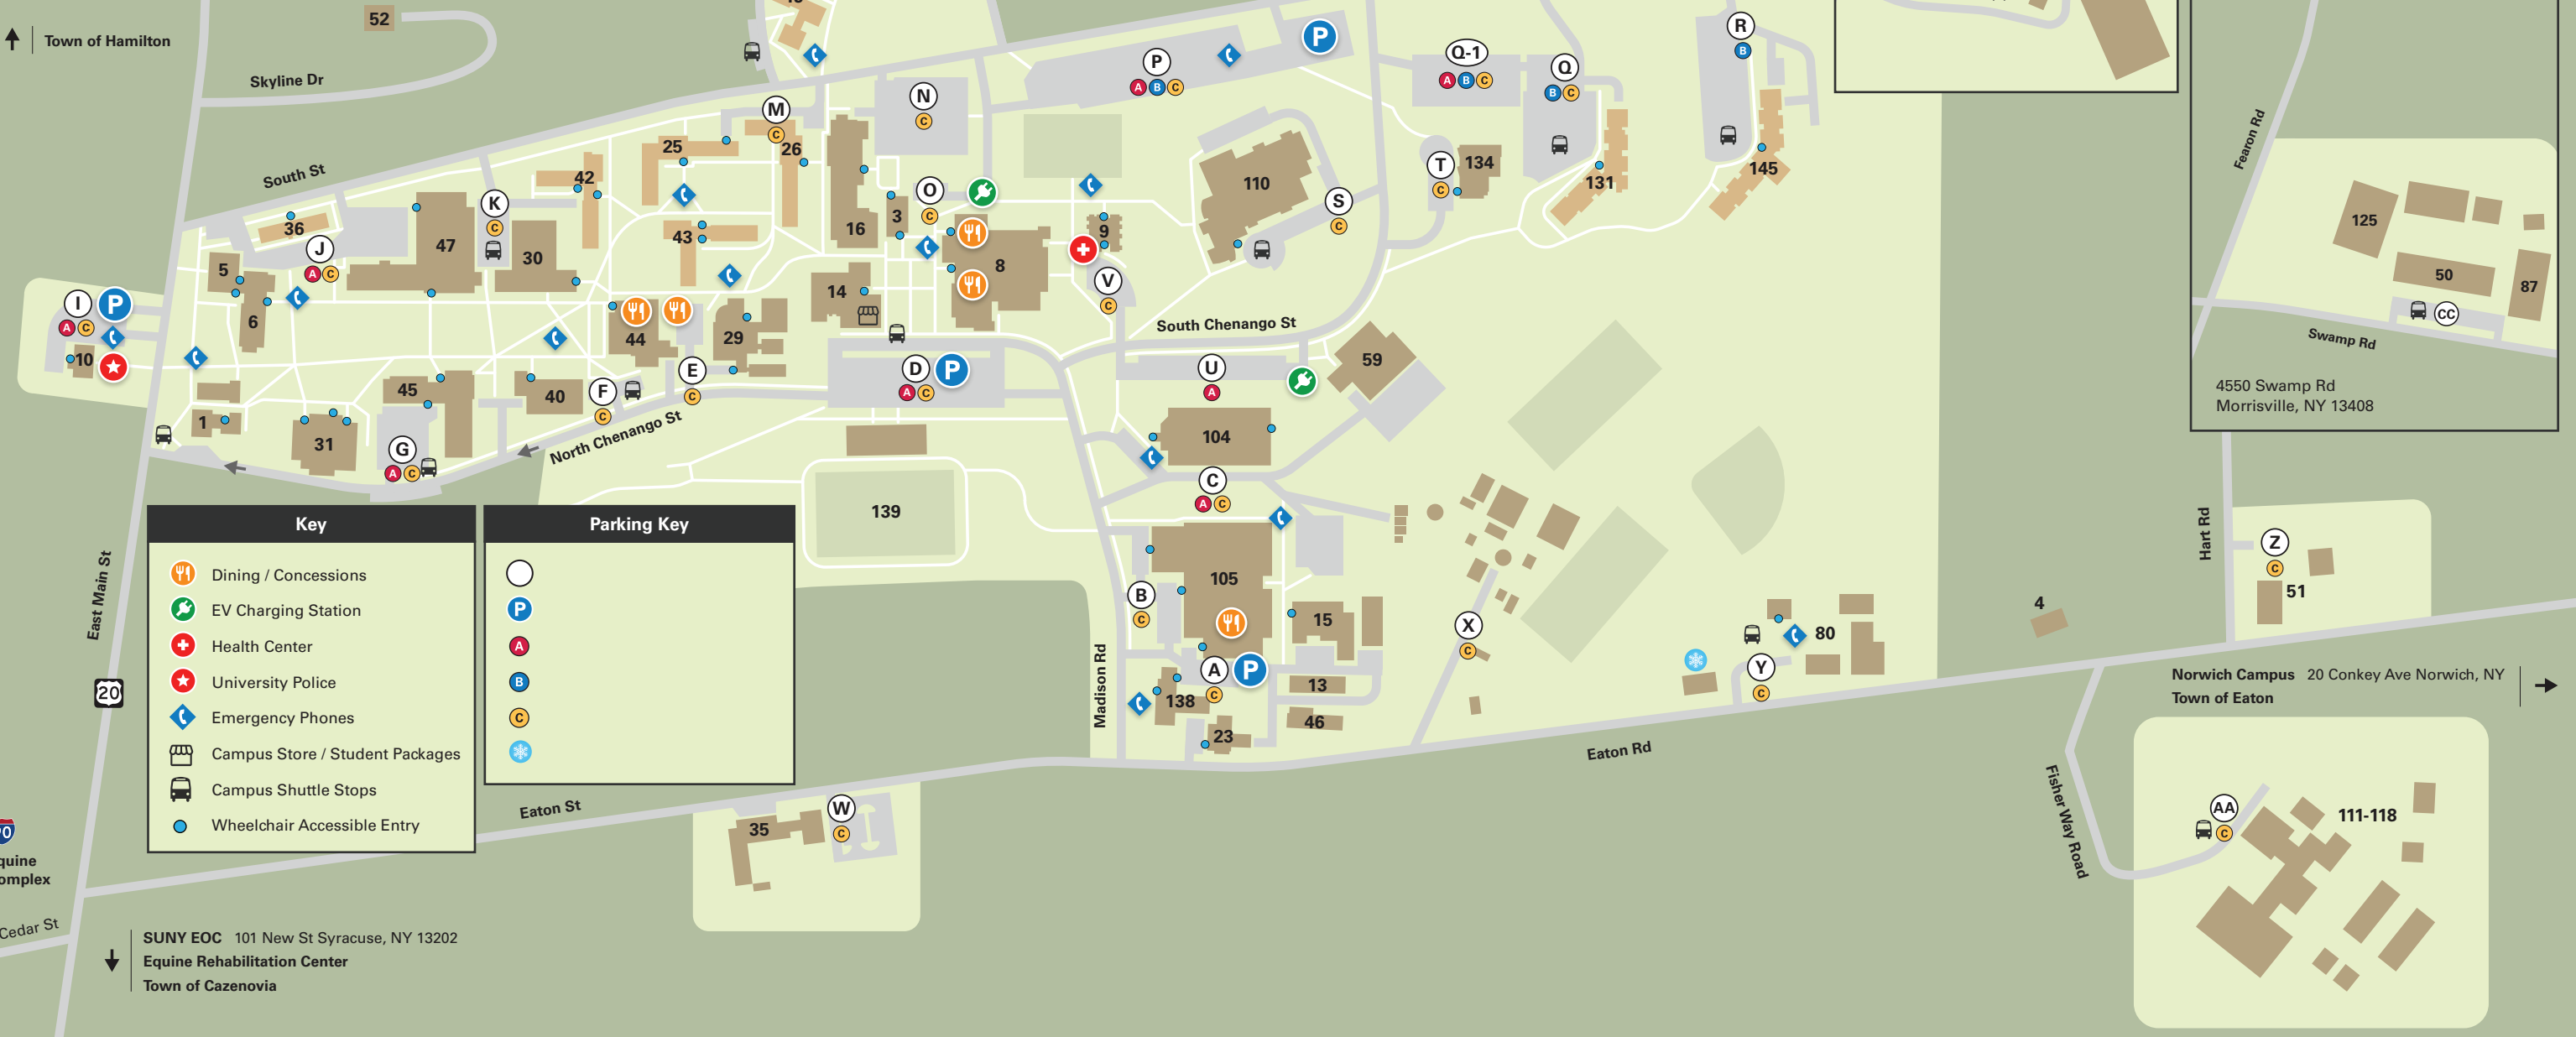 52
Town of Hamilton
Skyline Dr
South St
R
B
P
A B C
P
Q-1
A B C
Q
B C
N
C
M
C
25
26
42
O
C
16
3
43
8
9
V
C
110
S
C
T
C
134
131
145
36
J
A C
47
K
C
30
5
6
I
P
A C
10
14
44
29
South Chenango St
E
C
F
C
D
P
A C
U
A
59
45
40
1
31
G
A C
North Chenango St
104
C
A C
139
105
B
C
15
A
P
C
13
138
46
23
X
C
Y
C
80
4
Madison Rd
Eaton Rd
East Main St
20
Key
Dining / Concessions
EV Charging Station
Health Center
University Police
Emergency Phones
Campus Store / Student Packages
Campus Shuttle Stops
Wheelchair Accessible Entry
Parking Key
P
A
B
C
Eaton St
35
W
C
Cedar St
SUNY EOC 101 New St Syracuse, NY 13202
Equine Rehabilitation Center
Town of Cazenovia
Fearon Rd
125
50
87
CC
Swamp Rd
4550 Swamp Rd
Morrisville, NY 13408
Hart Rd
Z
C
51
Norwich Campus 20 Conkey Ave Norwich, NY
Town of Eaton
Fisher Way Road
AA
C
111-118